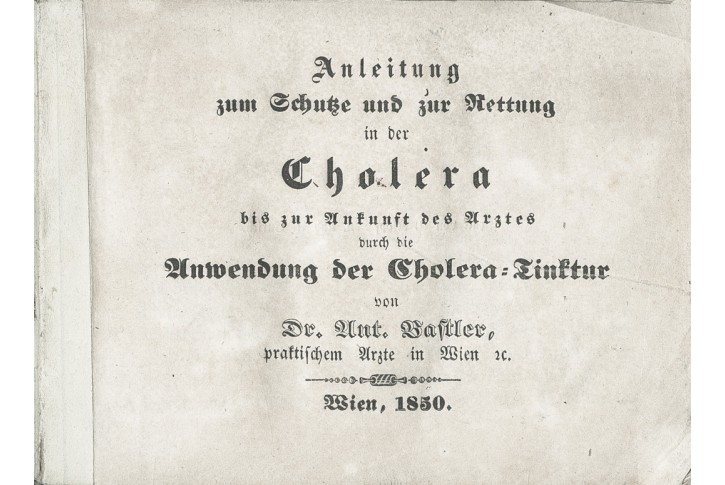 Anleitung
zum Schutze und zur Rettung
in der
Cholera
bis zur Ankunft des Arztes
durch die
Anwendung der Cholera-Tinktur
von
Dr. Ant. Bastler,
praktischem Arzte in Wien ꝛc.
Wien, 1850.